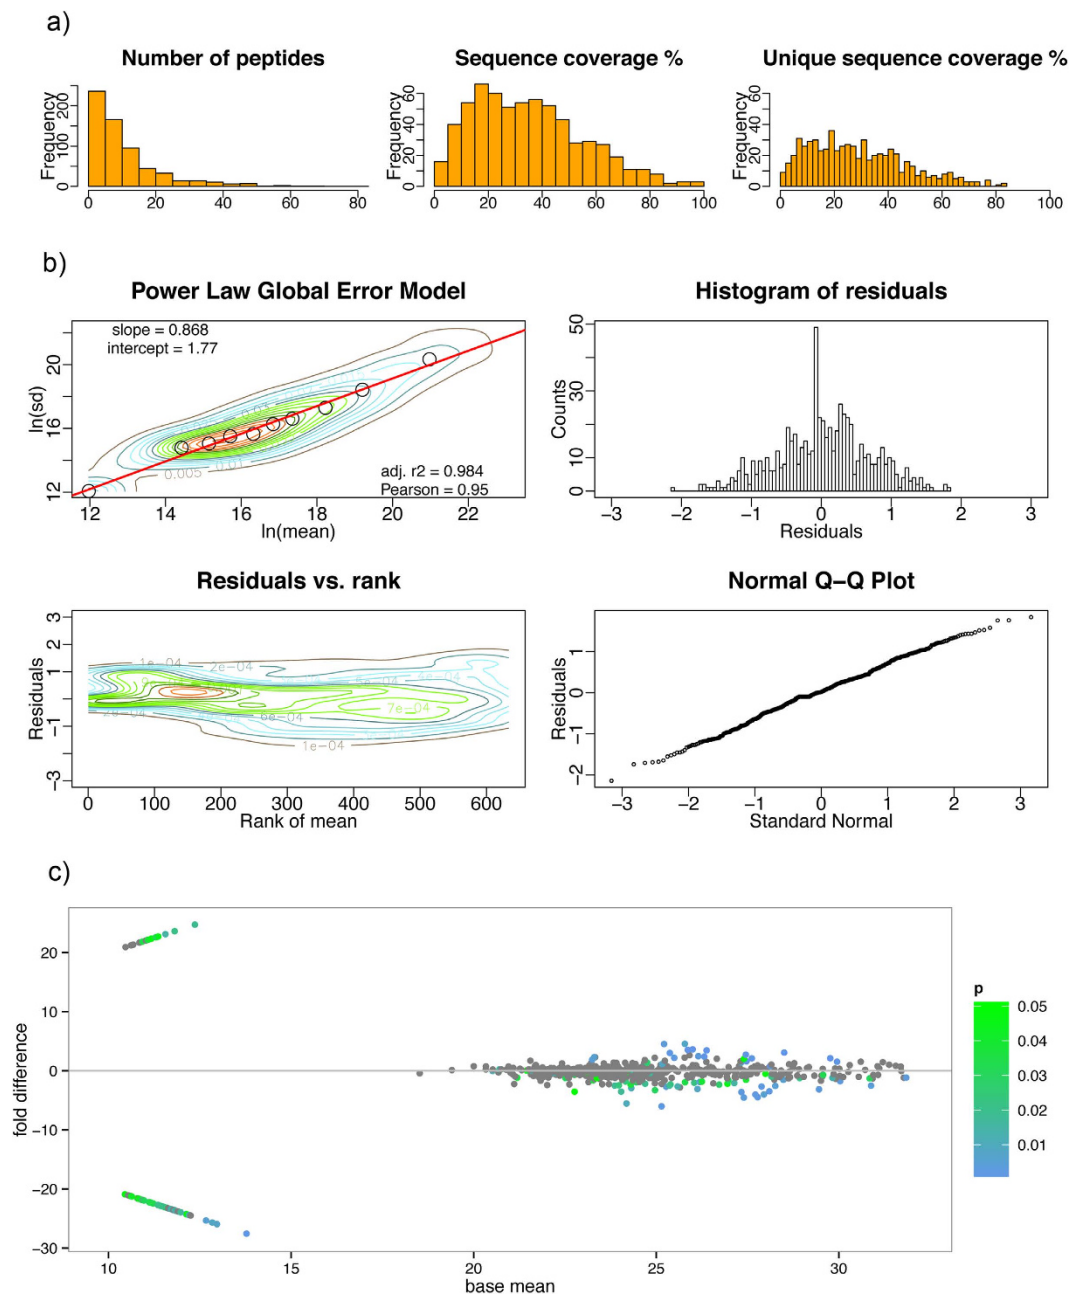 a)
Number of peptides
Sequence coverage %
Unique sequence coverage %
Frequency
0 100 200
0 20 40 60 80
Frequency
0 20 40 60
0 20 40 60 80 100
Frequency
0 20 40 60
0 20 40 60 80 100
b)
Power Law Global Error Model
Histogram of residuals
slope = 0.868
intercept = 1.77
adj. r2 = 0.984
Pearson = 0.95
0.005
0.01
0.03
ln(sd)
12 16 20
12 14 16 18 20 22
ln(mean)
Counts
0 10 30 50
−3 −2 −1 0 1 2 3
Residuals
Residuals vs. rank
Normal Q−Q Plot
Residuals
−3 −1 1 2 3
1e−04
2e−04
2e−04
5e−04
6e−04
7e−04
1e−04
0 100 200 300 400 500 600
Rank of mean
Residuals
−2 −1 0 1
−3 −2 −1 0 1 2 3
Standard Normal
c)
fold difference
20
10
0
−10
−20
−30
10 15 20 25 30
base mean
p
0.05
0.04
0.03
0.02
0.01